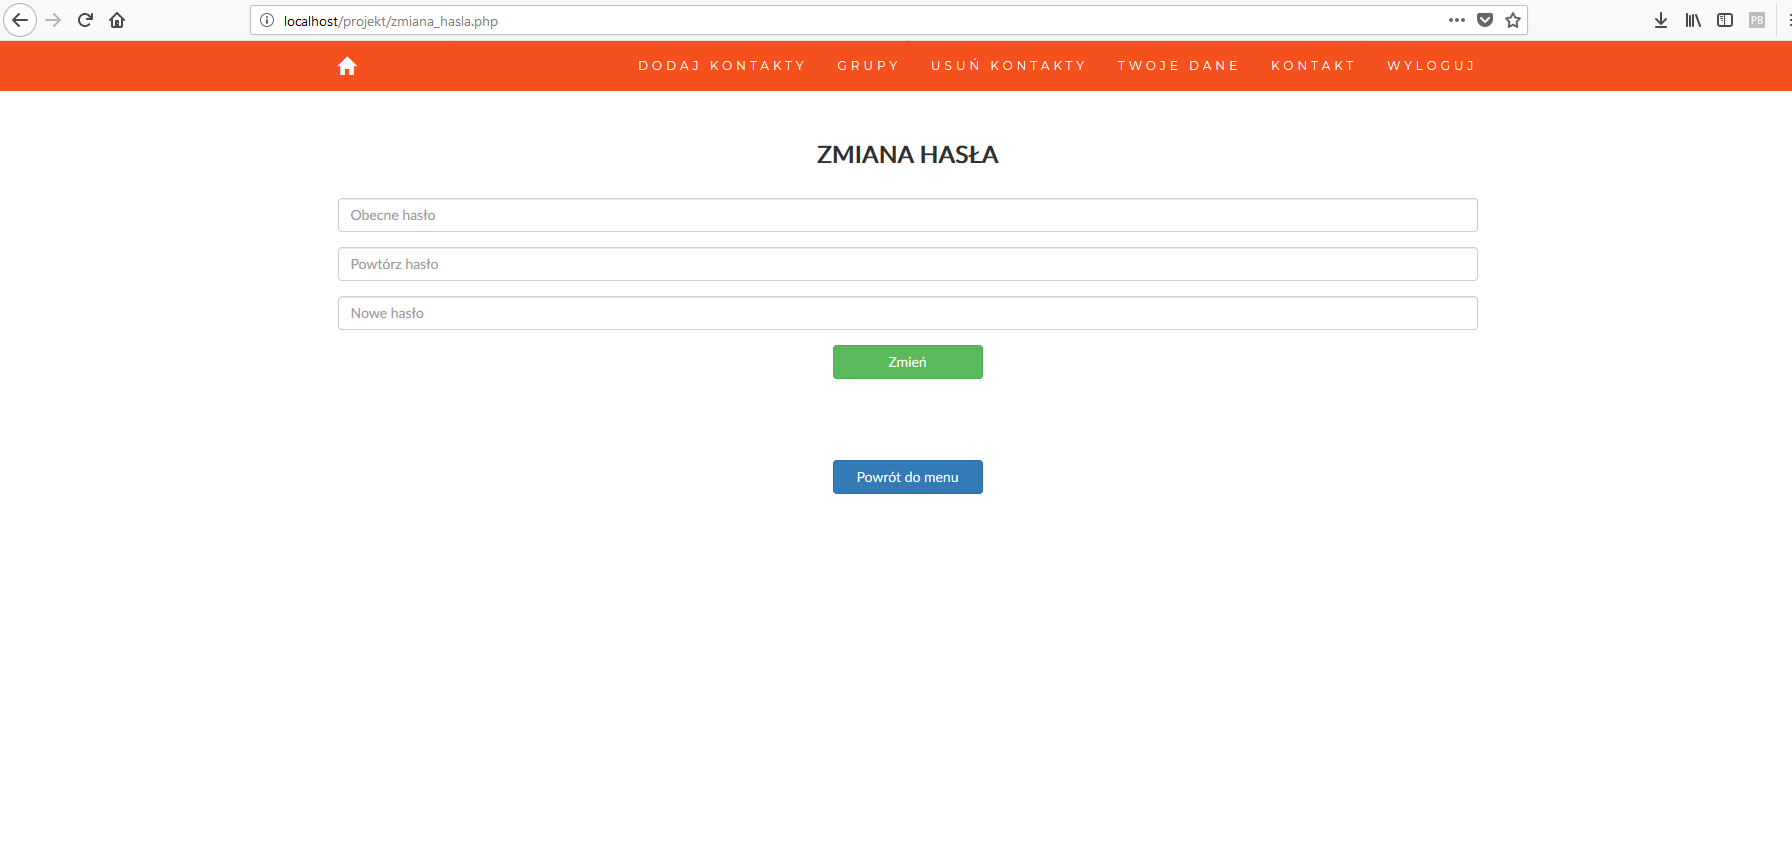 localhost/projekt/zmiana_hasla.php
PB
DODAJ KONTAKTY GRUPY USUŃ KONTAKTY TWOJE DANE KONTAKT WYLOGUJ
ZMIANA HASŁA
Obecne hasło
Powtórz hasło
Nowe hasło
Zmień
Powrót do menu